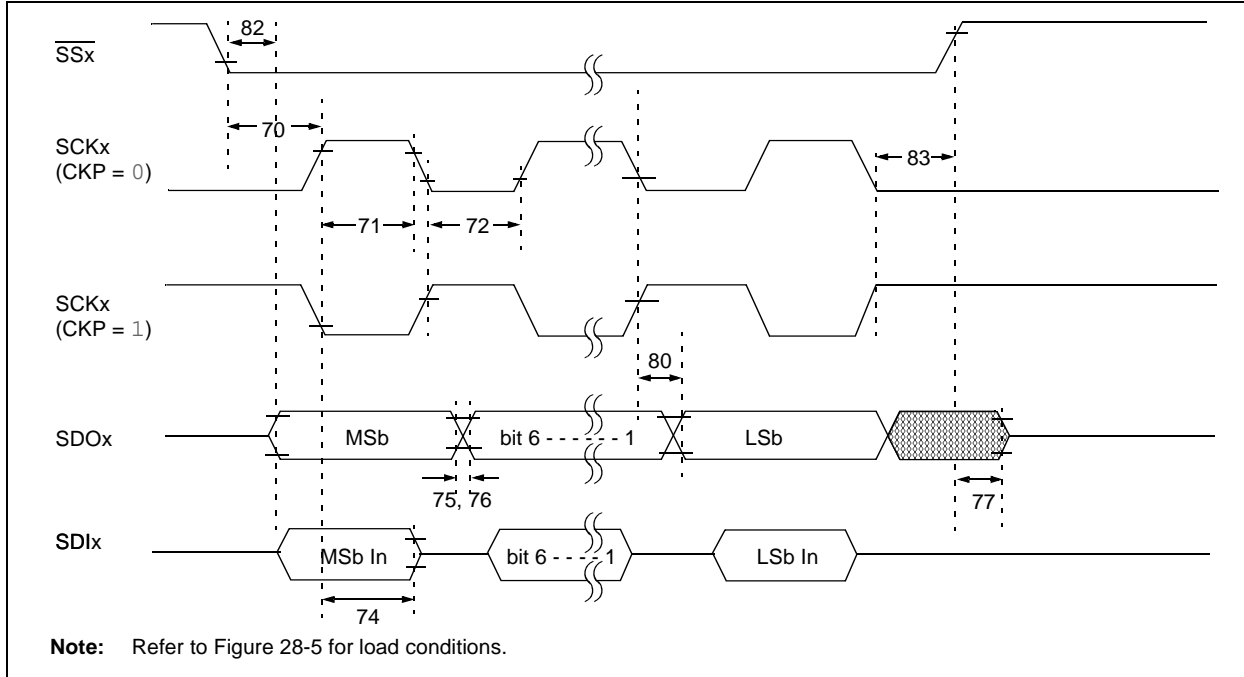 82
SSx
70
SCKx
(CKP = 0)
83
71
72
SCKx
(CKP = 1)
80
SDOx
MSb
bit 6 - - - - - - 1
LSb
75, 76
77
SDIx
MSb In
bit 6 - - - - 1
LSb In
74
Note: Refer to Figure 28-5 for load conditions.